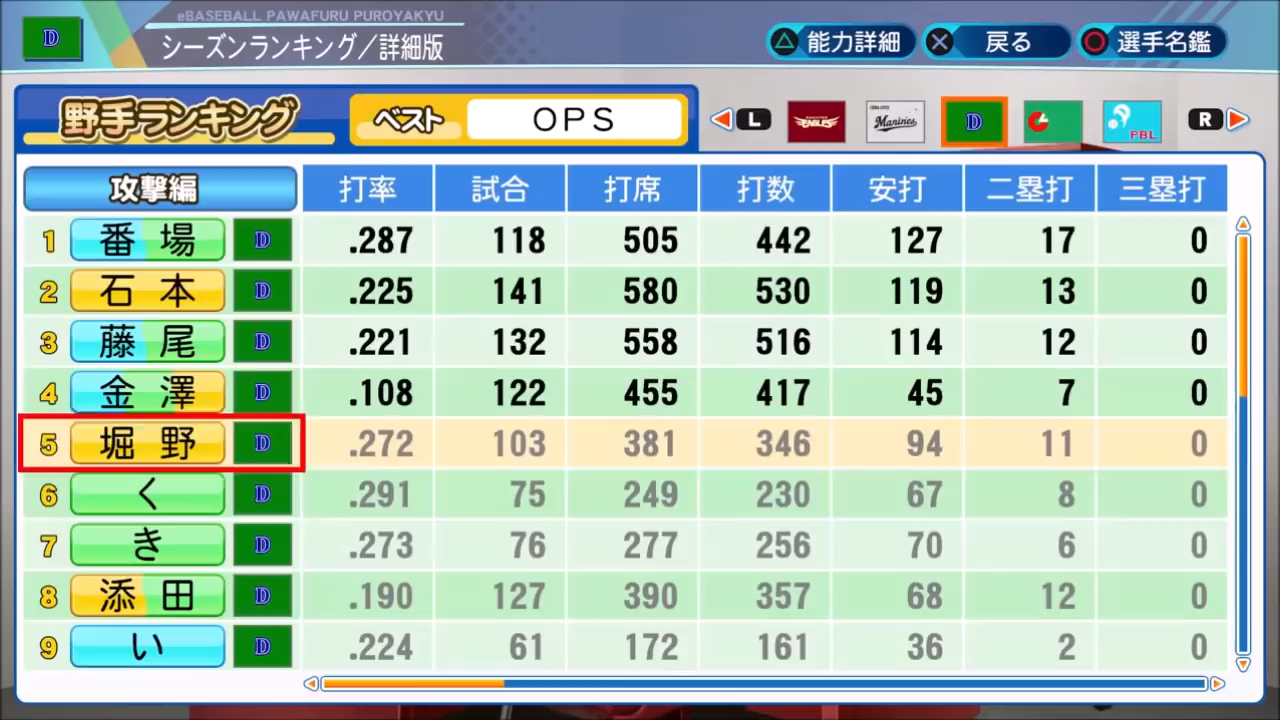 eBASEBALL PAWAFURU PUROYAKYU
D シーズンランキング/詳細版 能力詳細 戻る 選手名鑑
野手ランキング ベスト OPS L EAGLES Marines D PBL R
攻撃編 打率 試合 打席 打数 安打 二塁打 三塁打
1 番場 D .287 118 505 442 127 17 0
2 石本 D .225 141 580 530 119 13 0
3 藤尾 D .221 132 558 516 114 12 0
4 金澤 D .108 122 455 417 45 7 0
5 堀野 D .272 103 381 346 94 11 0
6 く D .291 75 249 230 67 8 0
7 き D .273 76 277 256 70 6 0
8 添田 D .190 127 390 357 68 12 0
9 い D .224 61 172 161 36 2 0